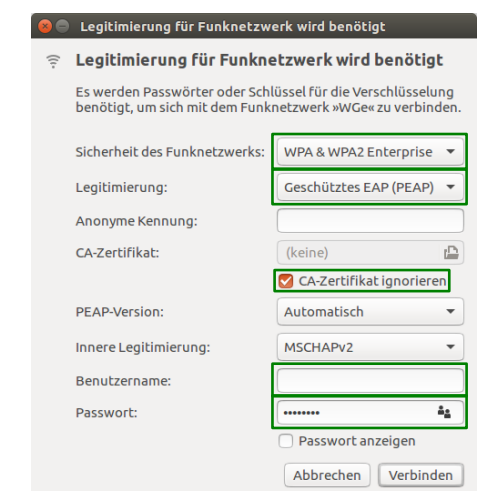 Legitimierung für Funknetzwerk wird benötigt
Legitimierung für Funknetzwerk wird benötigt
Es werden Passwörter oder Schlüssel für die Verschlüsselung
benötigt, um sich mit dem Funknetzwerk »WGe« zu verbinden.
Sicherheit des Funknetzwerks: WPA & WPA2 Enterprise
Legitimierung: Geschütztes EAP (PEAP)
Anonyme Kennung:
CA-Zertifikat: (keine)
CA-Zertifikat ignorieren
PEAP-Version: Automatisch
Innere Legitimierung: MSCHAPv2
Benutzername:
Passwort: ••••••••
Passwort anzeigen
Abbrechen Verbinden